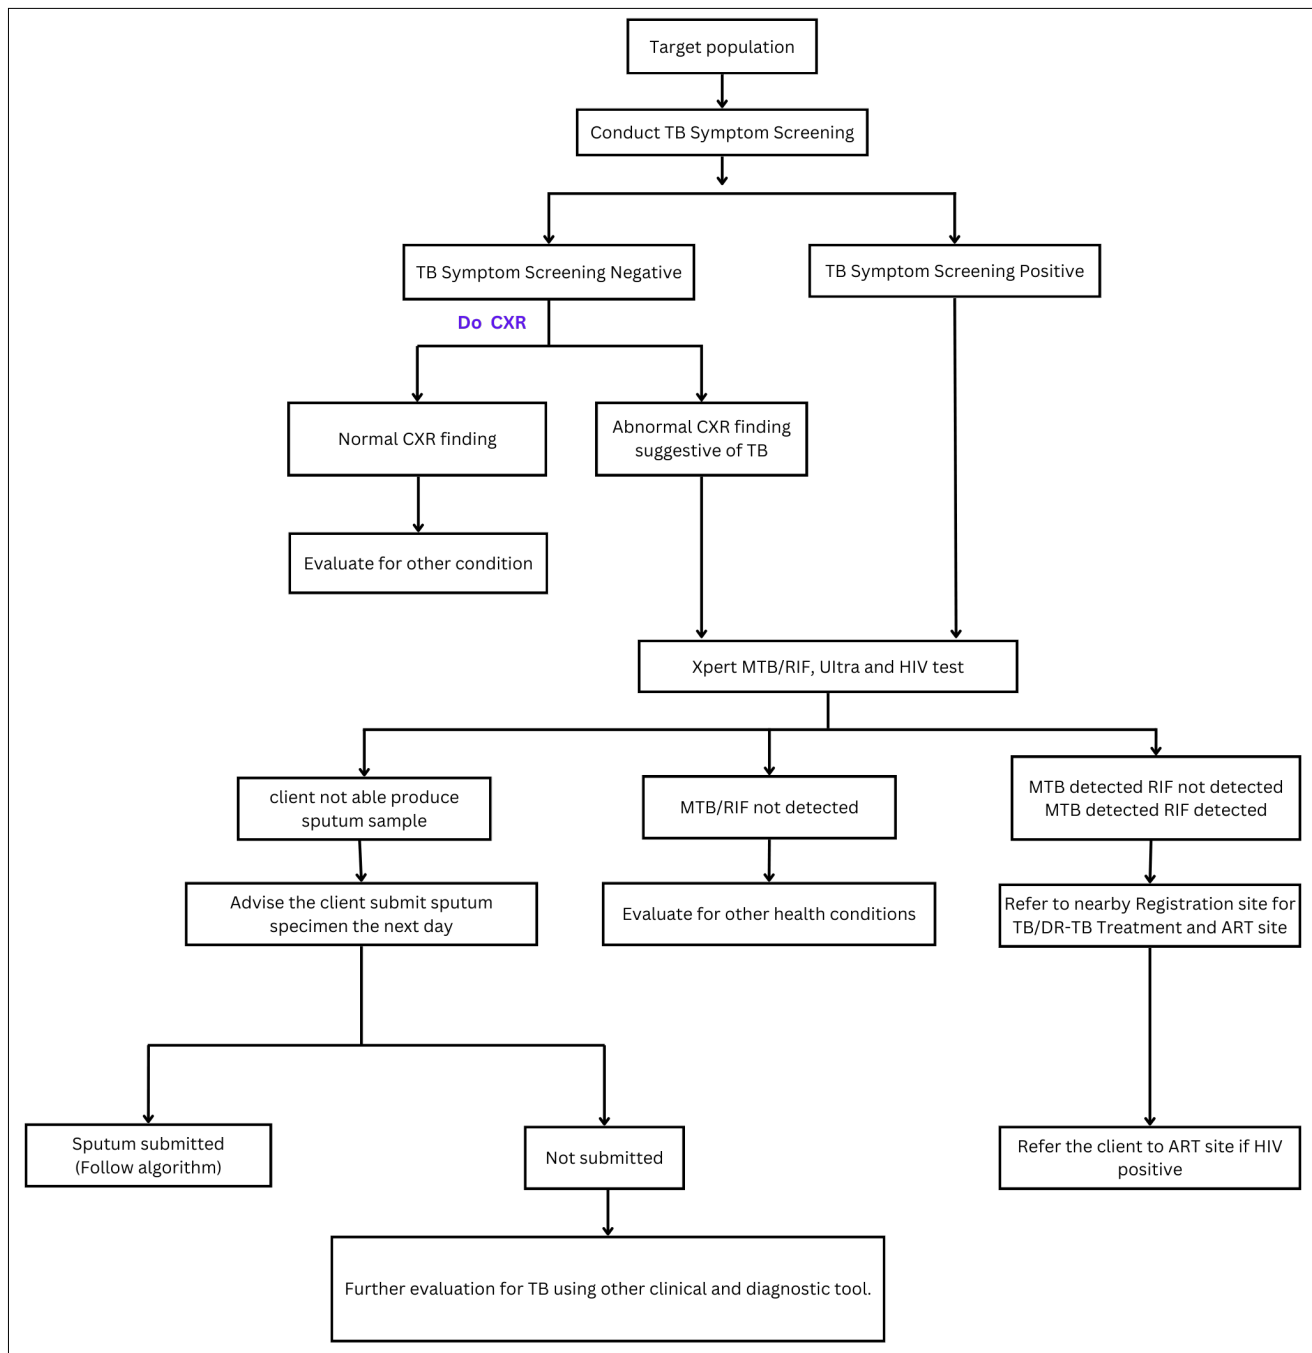 Target population
Conduct TB Symptom Screening
TB Symptom Screening Negative
TB Symptom Screening Positive
Do CXR
Normal CXR finding
Abnormal CXR finding
suggestive of TB
Evaluate for other condition
Xpert MTB/RIF, Ultra and HIV test
client not able produce
sputum sample
MTB/RIF not detected
MTB detected RIF not detected
MTB detected RIF detected
Advise the client submit sputum
specimen the next day
Evaluate for other health conditions
Refer to nearby Registration site for
TB/DR-TB Treatment and ART site
Sputum submitted
(Follow algorithm)
Not submitted
Refer the client to ART site if HIV
positive
Further evaluation for TB using other clinical and diagnostic tool.